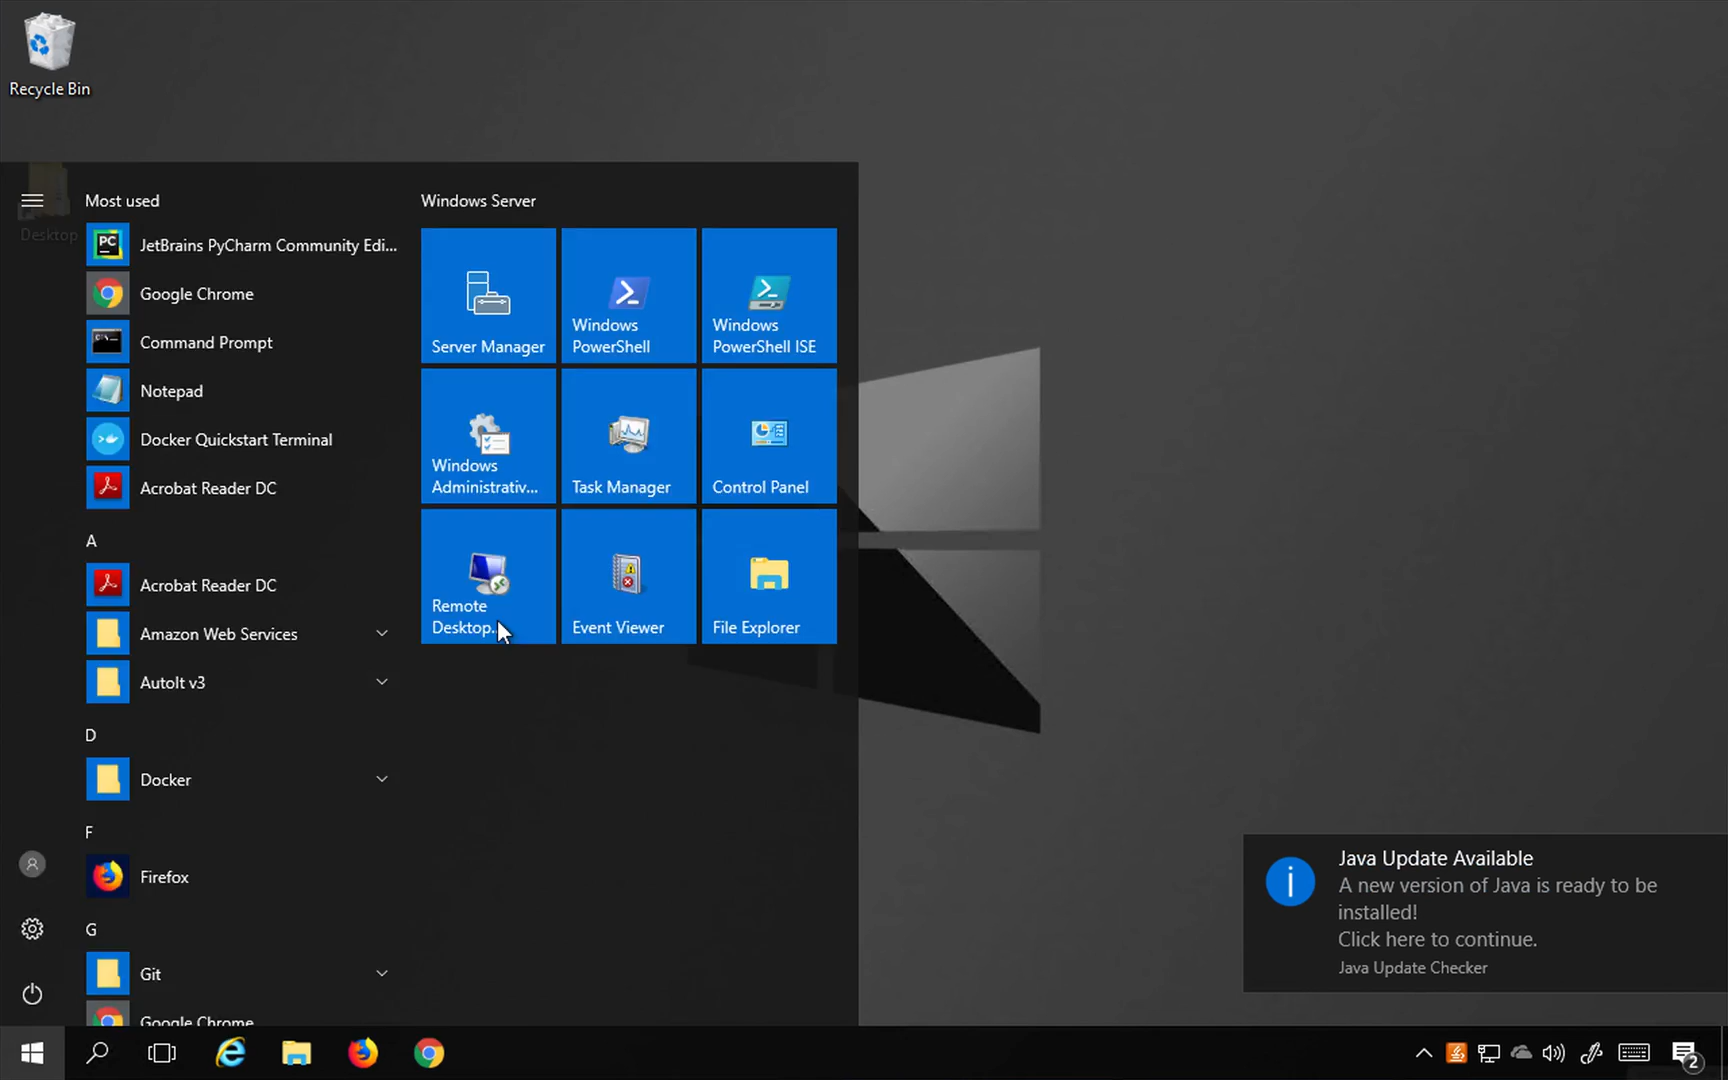 Recycle Bin
Desktop
Most used
JetBrains PyCharm Community Edi...
Google Chrome
Command Prompt
Notepad
Docker Quickstart Terminal
Acrobat Reader DC
A
Acrobat Reader DC
Amazon Web Services
AutoIt v3
D
Docker
F
Firefox
G
Git
Google Chrome
Windows Server
Server Manager
Windows
PowerShell
Windows
PowerShell ISE
Windows
Administrativ...
Task Manager
Control Panel
Remote
Desktop...
Event Viewer
File Explorer
Java Update Available
A new version of Java is ready to be
installed!
Click here to continue.
Java Update Checker
2